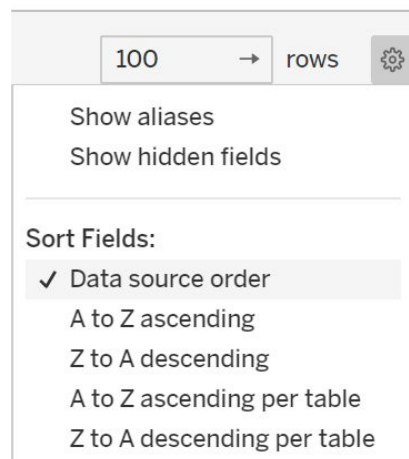 100 → rows
Show aliases
Show hidden fields
Sort Fields:
✓ Data source order
A to Z ascending
Z to A descending
A to Z ascending per table
Z to A descending per table